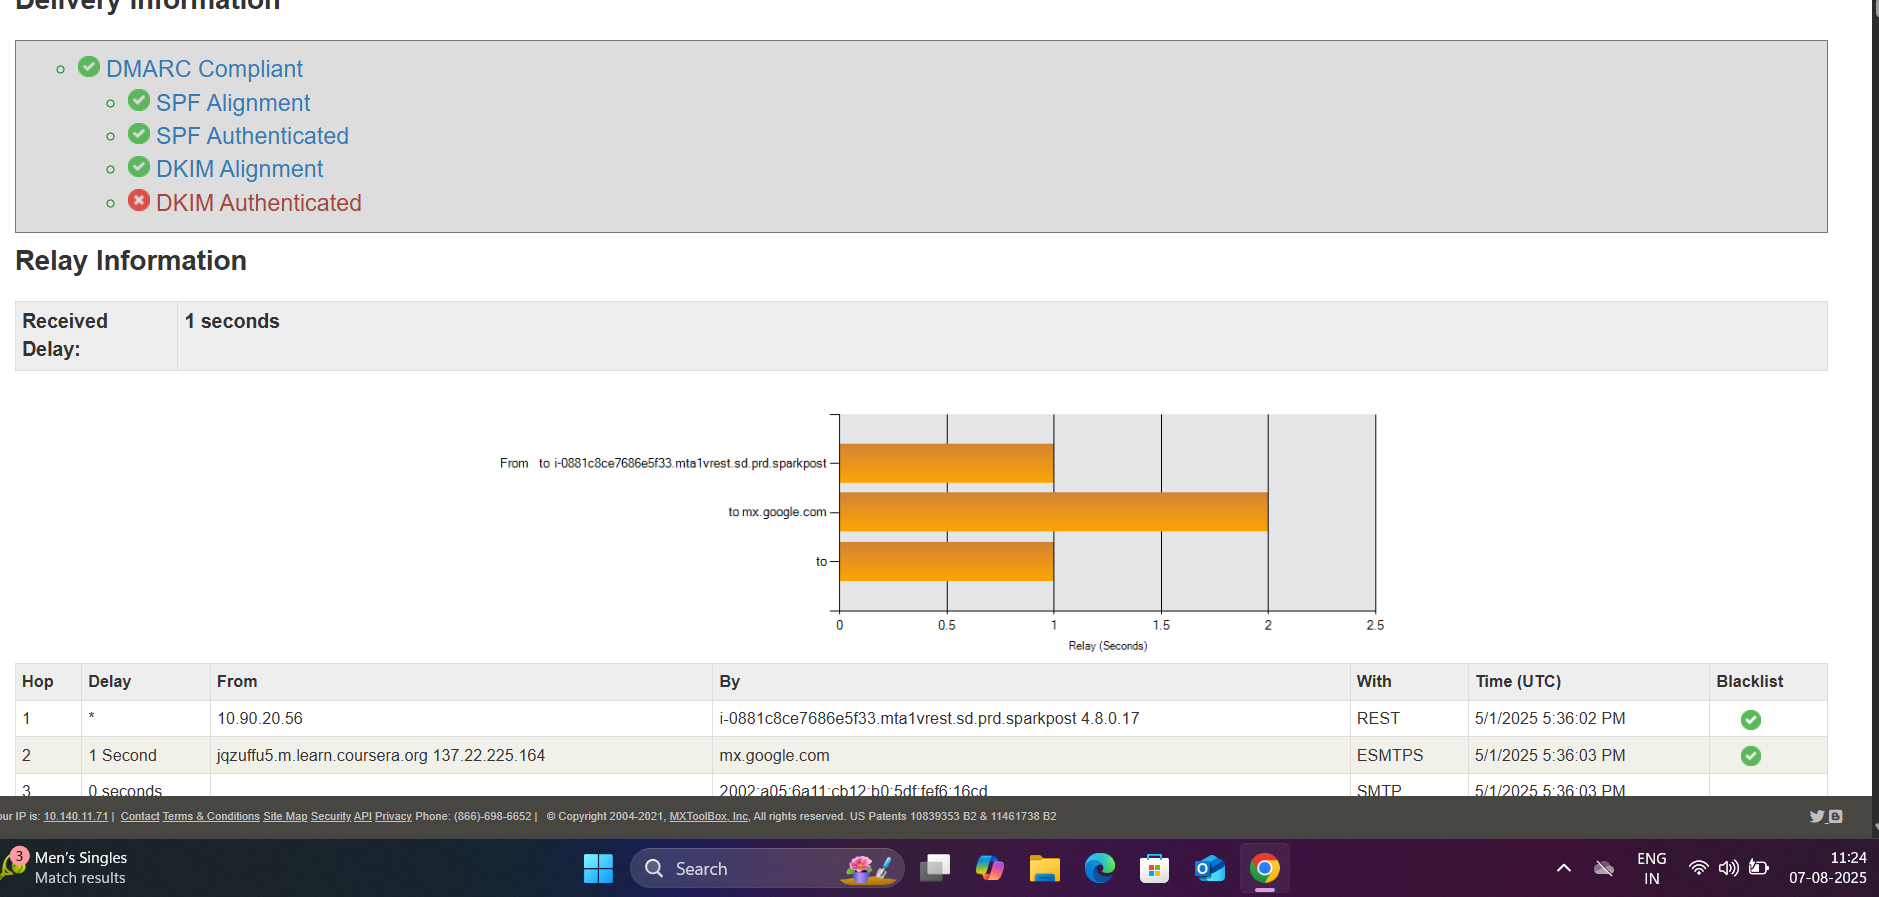 Delivery Information
DMARC Compliant
SPF Alignment
SPF Authenticated
DKIM Alignment
DKIM Authenticated
Relay Information
Received Delay: 1 seconds
From to i-0881c8ce7686e5f33.mta1vrest.sd.prd.sparkpost
to mx.google.com
to
0 0.5 1 1.5 2 2.5
Relay (Seconds)
Hop Delay From By With Time (UTC) Blacklist
1 * 10.90.20.56 i-0881c8ce7686e5f33.mta1vrest.sd.prd.sparkpost 4.8.0.17 REST 5/1/2025 5:36:02 PM
2 1 Second jqzuffu5.m.learn.coursera.org 137.22.225.164 mx.google.com ESMTPS 5/1/2025 5:36:03 PM
3 0 seconds 2002:a05:6a11:cb12:b0:5df:fef6:16cd SMTP 5/1/2025 5:36:03 PM
our IP is: 10.140.11.71 | Contact Terms & Conditions Site Map Security API Privacy Phone: (866)-698-6652 | © Copyright 2004-2021, MXToolBox, Inc, All rights reserved. US Patents 10839353 B2 & 11461738 B2
3 Men's Singles
Match results
Search
ENG
IN
11:24
07-08-2025